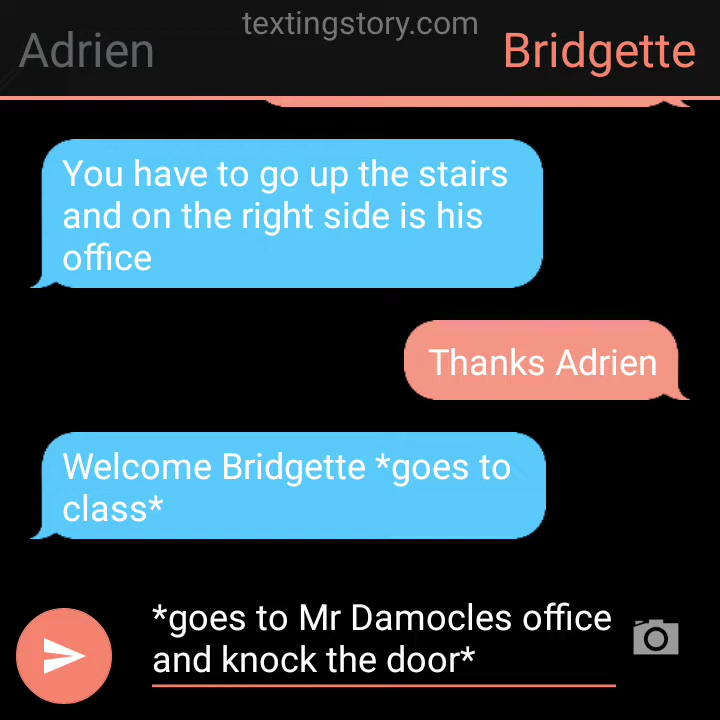 textingstory.com
Adrien
Bridgette
You have to go up the stairs
and on the right side is his
office
Thanks Adrien
Welcome Bridgette *goes to
class*
*goes to Mr Damocles office
and knock the door*